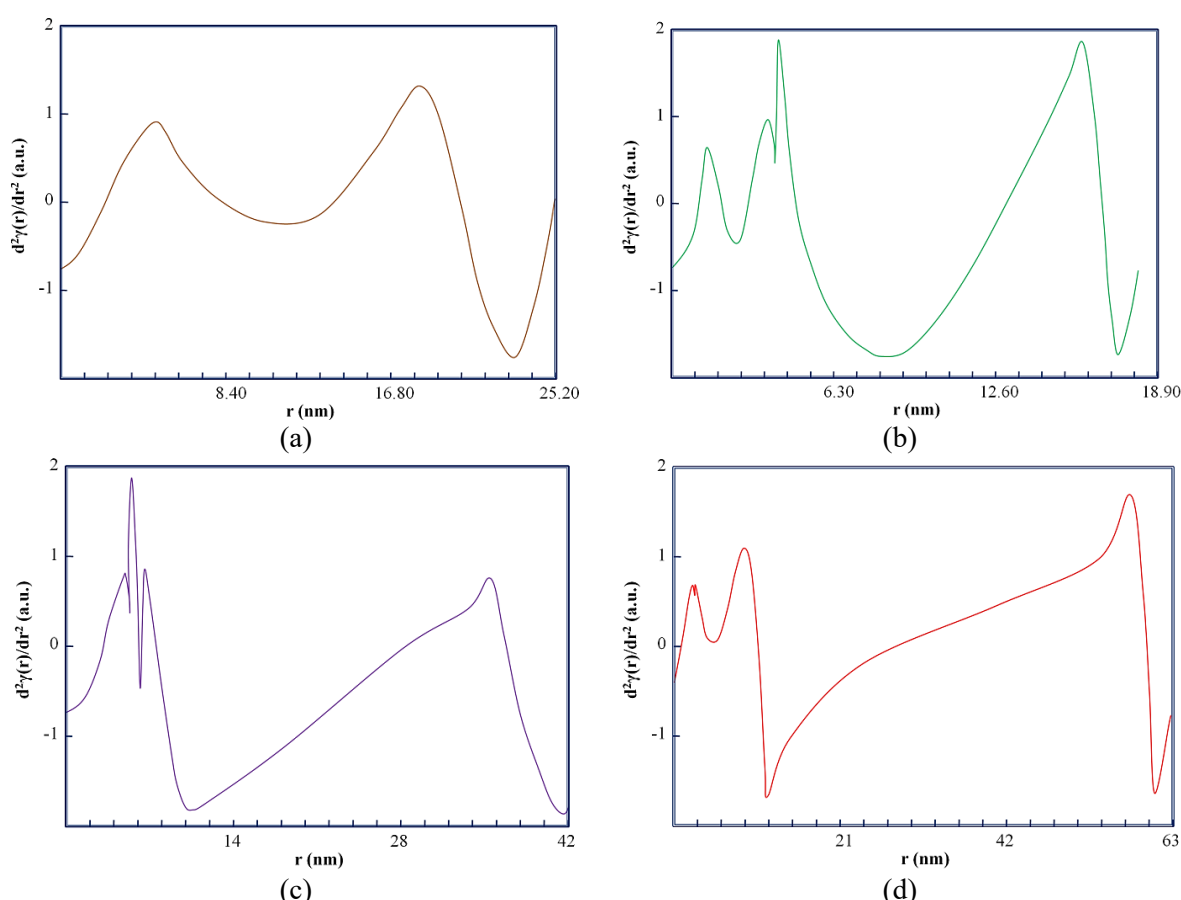 2
1
0
-1
d²γ(r)/dr² (a.u.)
8.40
16.80
25.20
r (nm)
(a)
2
1
0
-1
d²γ(r)/dr² (a.u.)
6.30
12.60
18.90
r (nm)
(b)
2
1
0
-1
d²γ(r)/dr² (a.u.)
14
28
42
r (nm)
(c)
2
1
0
-1
d²γ(r)/dr² (a.u.)
21
42
63
r (nm)
(d)